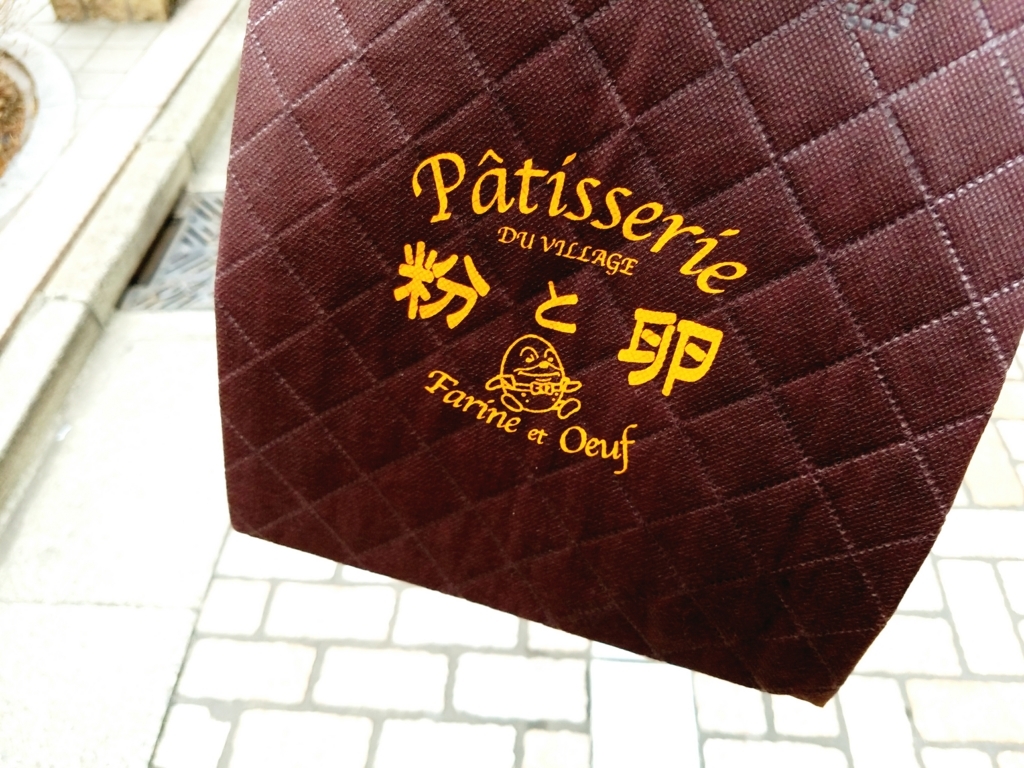 Pâtisserie
DU VILLAGE
粉と卵
Farine et Oeuf